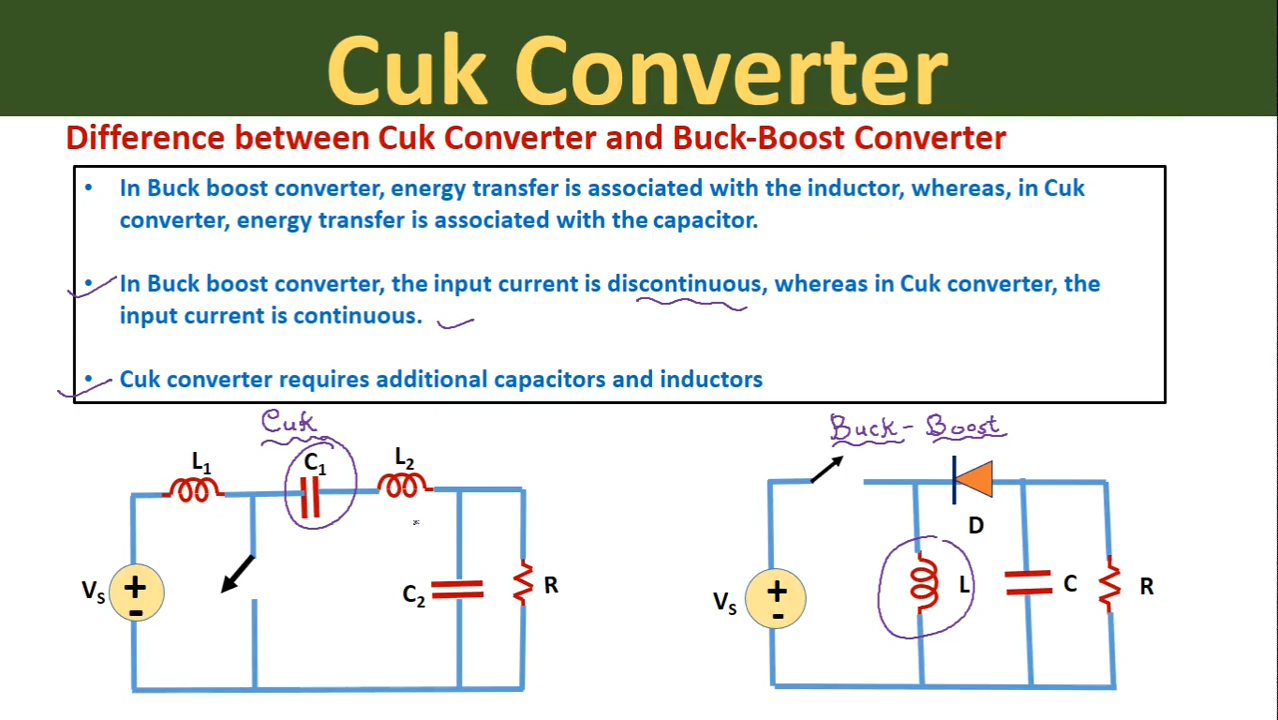 Cuk Converter
Difference between Cuk Converter and Buck-Boost Converter
• In Buck boost converter, energy transfer is associated with the inductor, whereas, in Cuk
converter, energy transfer is associated with the capacitor.
• In Buck boost converter, the input current is discontinuous, whereas in Cuk converter, the
input current is continuous.
• Cuk converter requires additional capacitors and inductors
Cuk
Buck-Boost
L1
C1
L2
VS
+
-
C2
R
D
VS
+
-
L
C
R